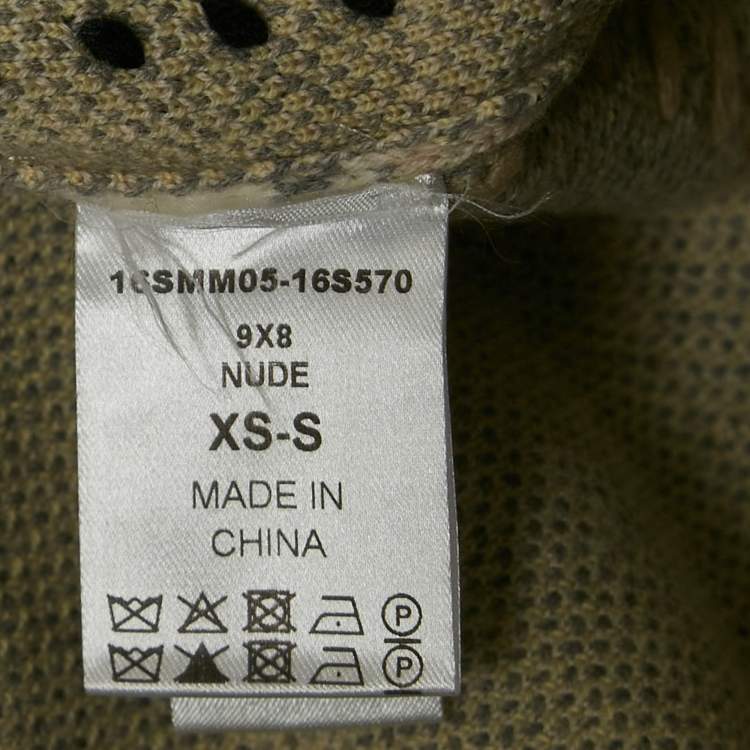 16SMM05-16S570
9X8
NUDE
XS-S
MADE IN
CHINA
P
P